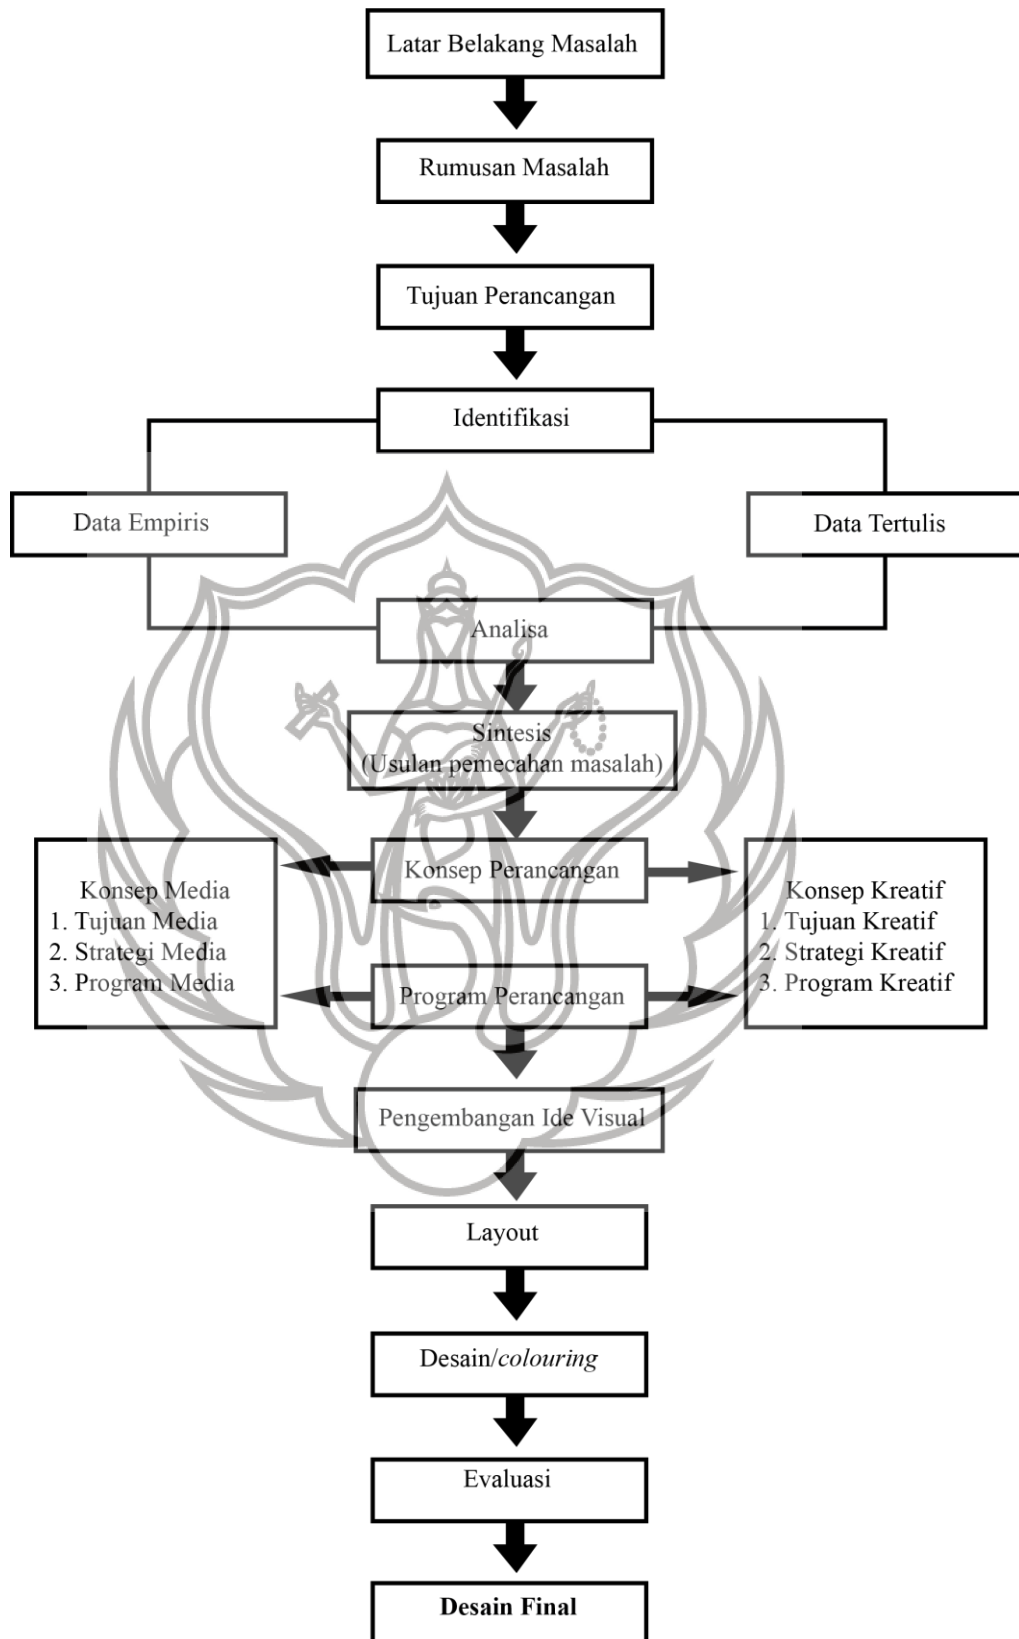 Latar Belakang Masalah
Rumusan Masalah
Tujuan Perancangan
Identifikasi
Data Empiris
Data Tertulis
Analisa
Sintesis
(Usulan pemecahan masalah)
Konsep Perancangan
Konsep Media
1. Tujuan Media
2. Strategi Media
3. Program Media
Konsep Kreatif
1. Tujuan Kreatif
2. Strategi Kreatif
3. Program Kreatif
Program Perancangan
Pengembangan Ide Visual
Layout
Desain/colouring
Evaluasi
Desain Final